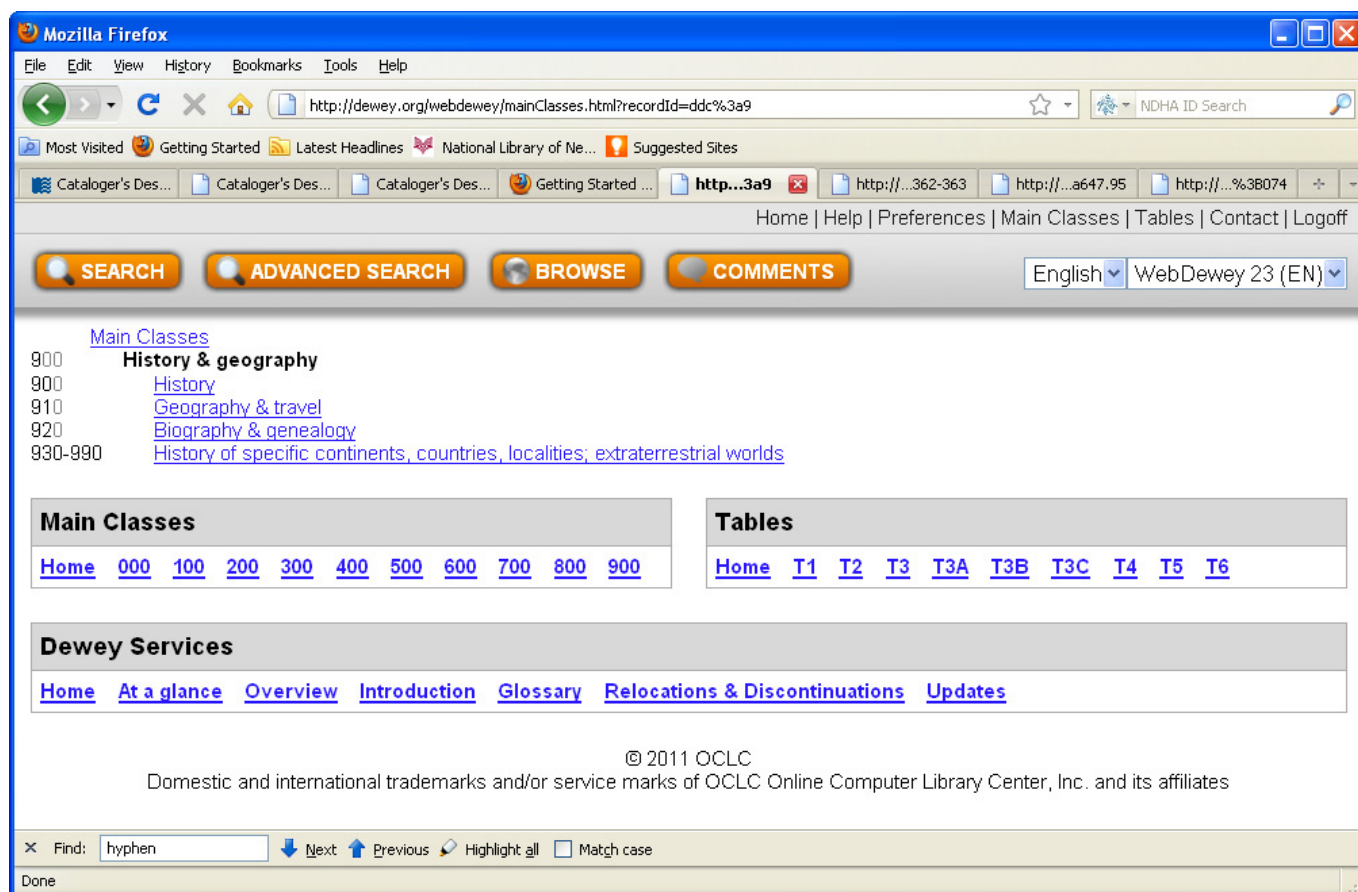 Mozilla Firefox
File Edit View History Bookmarks Tools Help
http://dewey.org/webdewey/mainClasses.html?recordId=ddc%3a9 NDHA ID Search
Most Visited Getting Started Latest Headlines National Library of Ne... Suggested Sites
Cataloger's Des... Cataloger's Des... Cataloger's Des... Getting Started ... http...3a9 http://...362-363 http://...a647.95 http://...%3B074
Home | Help | Preferences | Main Classes | Tables | Contact | Logoff
SEARCH ADVANCED SEARCH BROWSE COMMENTS English WebDewey 23 (EN)
Main Classes
900 History & geography
900 History
910 Geography & travel
920 Biography & genealogy
930-990 History of specific continents, countries, localities; extraterrestrial worlds
Main Classes
Home 000 100 200 300 400 500 600 700 800 900
Tables
Home T1 T2 T3 T3A T3B T3C T4 T5 T6
Dewey Services
Home At a glance Overview Introduction Glossary Relocations & Discontinuations Updates
© 2011 OCLC
Domestic and international trademarks and/or service marks of OCLC Online Computer Library Center, Inc. and its affiliates
Find: hyphen Next Previous Highlight all Match case
Done